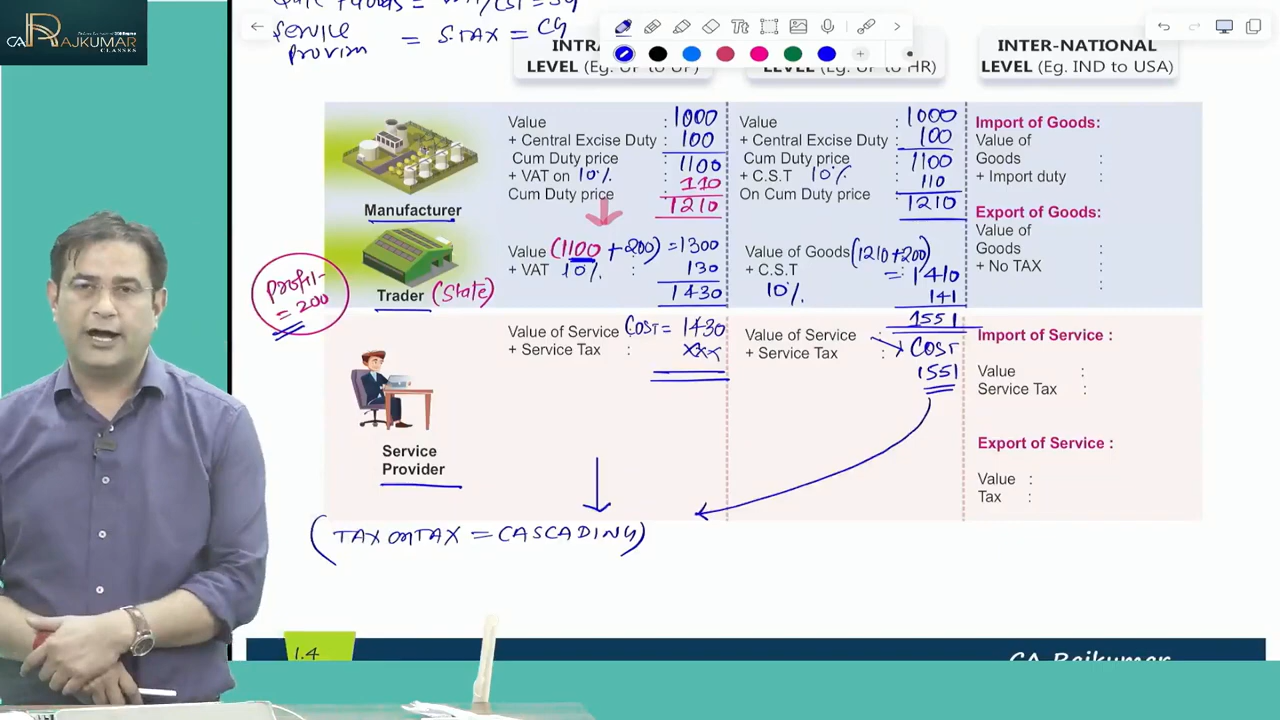 CA RAJKUMAR
CLASSES
Service
Provim = S.TAX = CG
INTRA
LEVEL (Eg. UP to UP)
LEVEL (Eg. UP to HR)
INTER-NATIONAL
LEVEL (Eg. IND to USA)
Manufacturer
Value : 1000
+ Central Excise Duty : 100
Cum Duty price : 1100
+ VAT on 10% : 110
Cum Duty price : 1210
Value : 1000
+ Central Excise Duty : 100
Cum Duty price : 1100
+ C.S.T 10% : 110
On Cum Duty price : 1210
Import of Goods:
Value of
Goods :
+ Import duty :
Export of Goods:
Value of
Goods :
+ No TAX :
:
Profit
= 200
Trader (State)
Value (1100 + 200) = 1300
+ VAT 10% : 130
1430
Value of Goods (1210+200)
+ C.S.T = 1410
10% 141
1551
Service
Provider
Value of Service COST = 1430
+ Service Tax : xxx
Value of Service :
+ Service Tax : COST
1551
Import of Service :
Value :
Service Tax :
Export of Service :
Value :
Tax :
(TAX on TAX = CASCADING)
1.4
CA Rajkumar